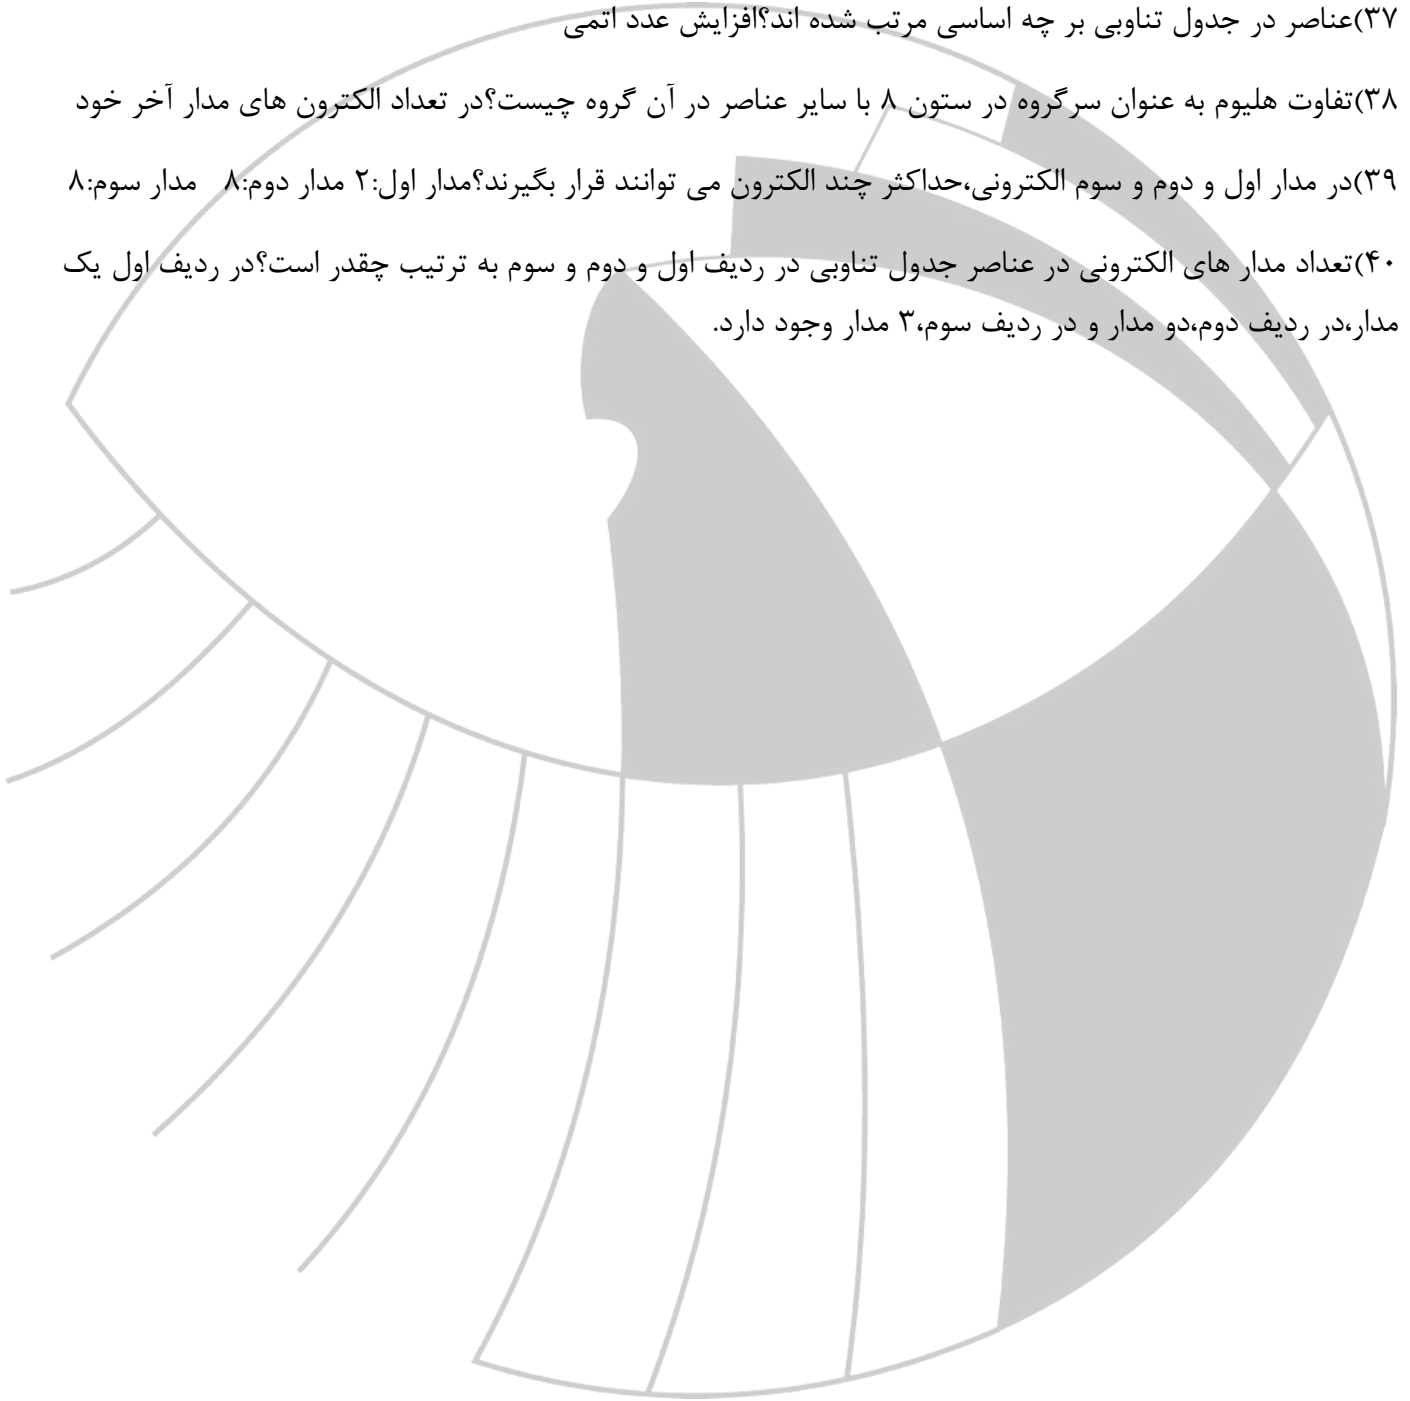 ۳۷)عناصر در جدول تناوبی بر چه اساسی مرتب شده اند؟افزایش عدد اتمی
۳۸)تفاوت هلیوم به عنوان سرگروه در ستون ۸ با سایر عناصر در آن گروه چیست؟در تعداد الکترون های مدار آخر خود
۳۹)در مدار اول و دوم و سوم الکترونی،حداکثر چند الکترون می توانند قرار بگیرند؟مدار اول:۲ مدار دوم:۸ مدار سوم:۸
۴۰)تعداد مدار های الکترونی در عناصر جدول تناوبی در ردیف اول و دوم و سوم به ترتیب چقدر است؟در ردیف اول یک
مدار،در ردیف دوم،دو مدار و در ردیف سوم،۳ مدار وجود دارد.